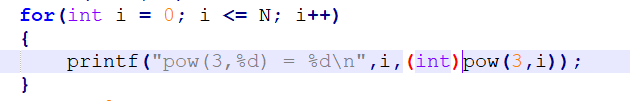 for(int i = 0; i <= N; i++)
{
printf("pow(3,%d) = %d\n",i,(int)pow(3,i));
}